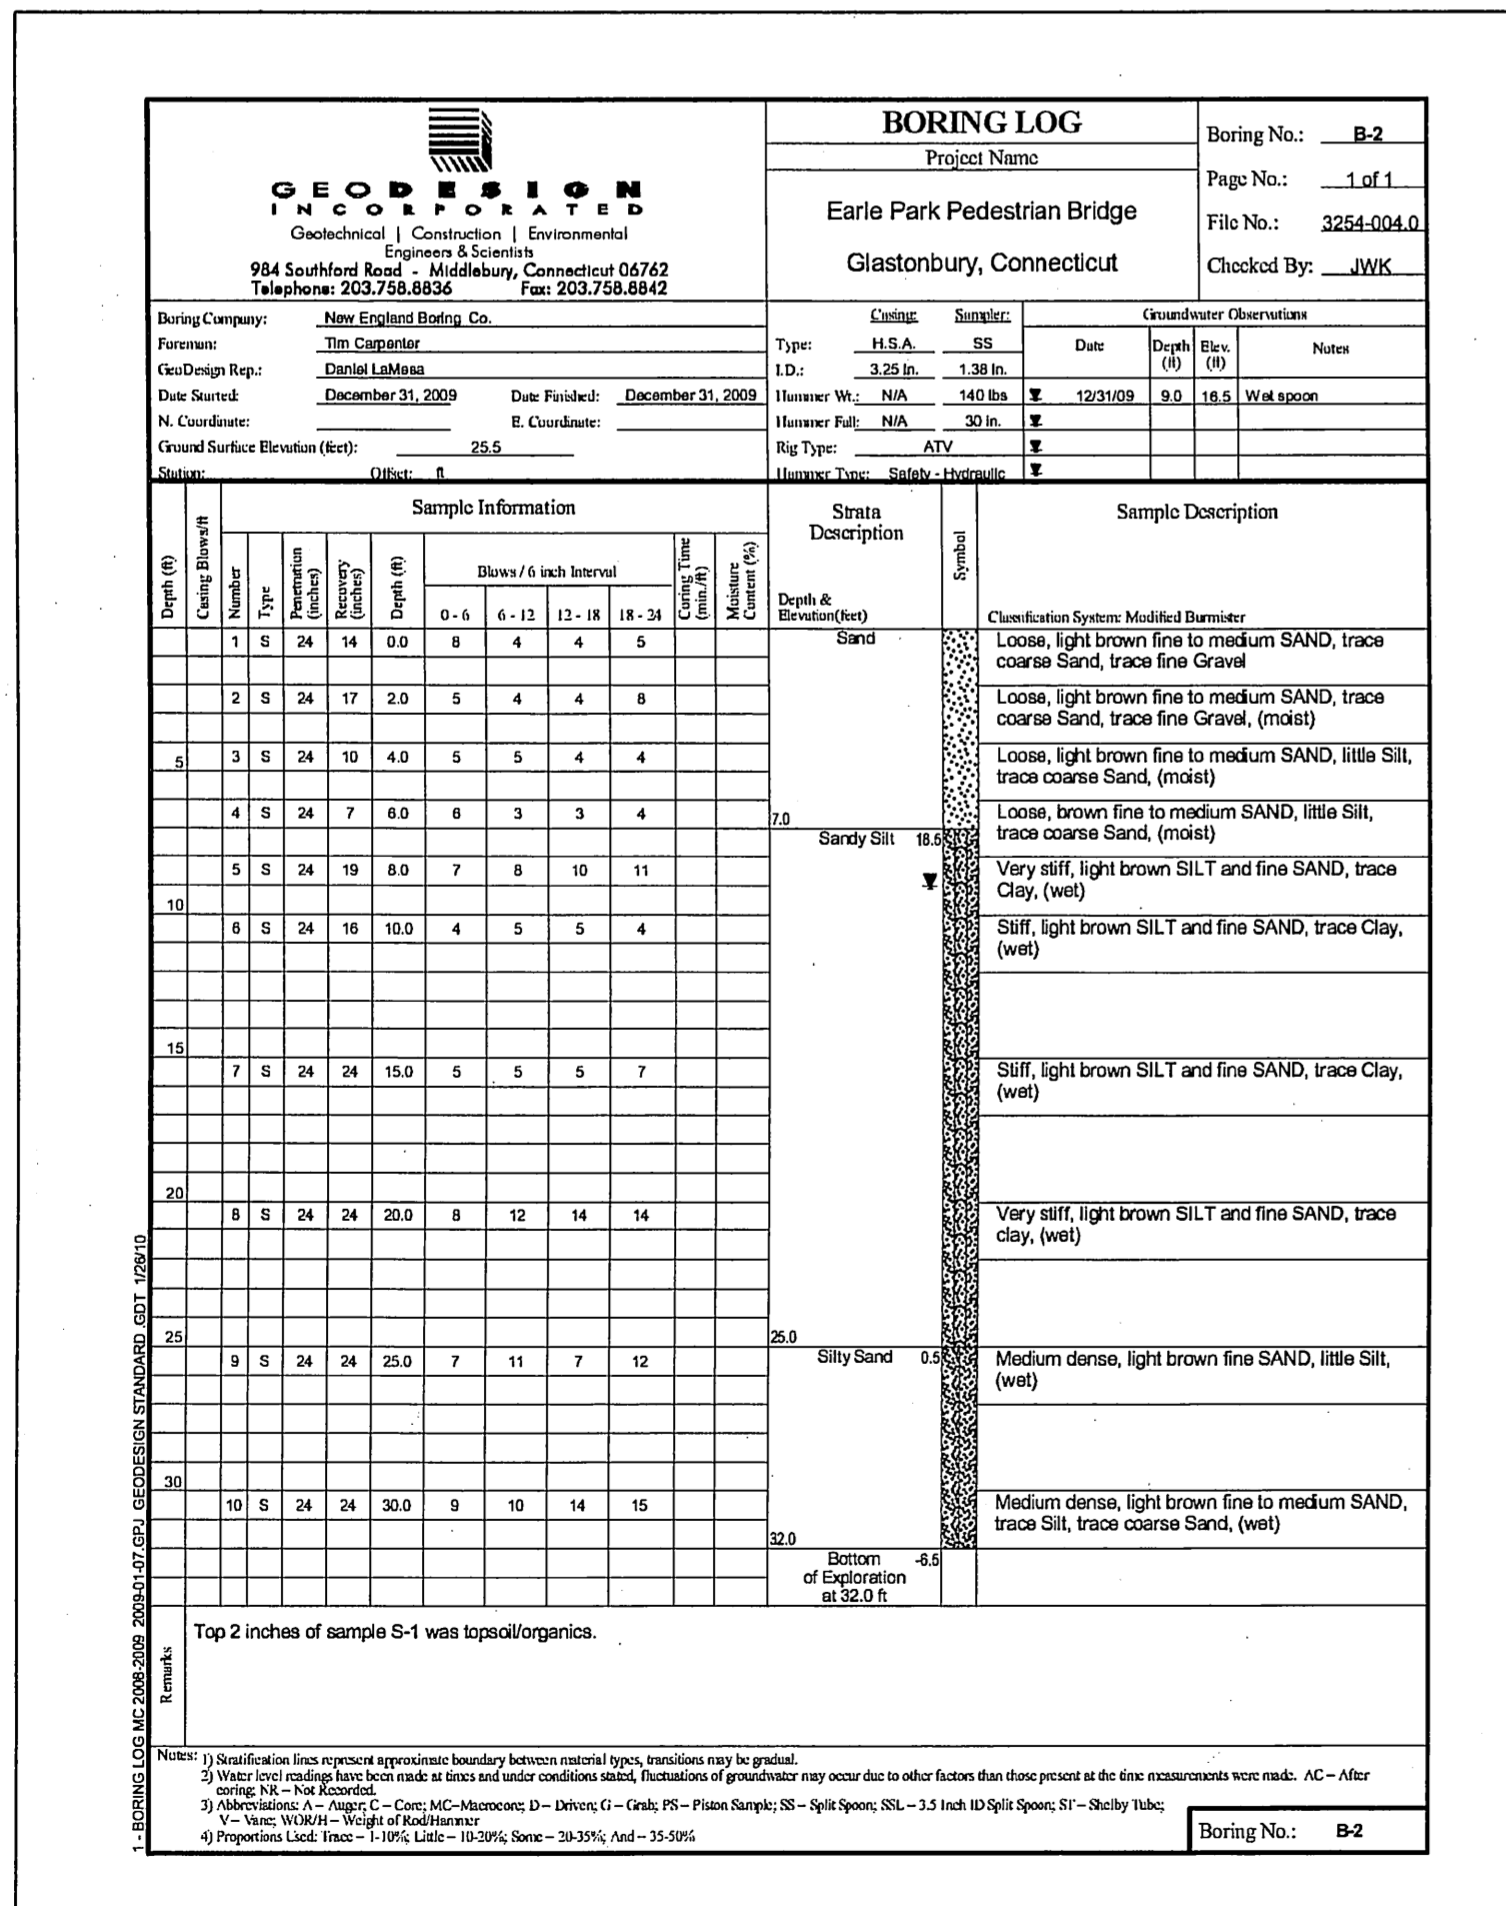 GEODESIGN
INCORPORATED
Geotechnical | Construction | Environmental
Engineers & Scientists
984 Southford Road - Middlebury, Connecticut 06762
Telephone: 203.758.8836 Fax: 203.758.8842
BORING LOG
Project Name
Earle Park Pedestrian Bridge
Glastonbury, Connecticut
Boring No.: B-2
Page No.: 1 of 1
File No.: 3254-004.0
Checked By: JWK
Boring Company: New England Boring Co.
Foreman: Tim Carpenter
GeoDesign Rep.: Daniel LaMesa
Date Started: December 31, 2009 Date Finished: December 31, 2009
N. Coordinate: E. Coordinate:
Ground Surface Elevation (feet): 25.5
Station: Offset: ft
Casing: Sampler:
Type: H.S.A. SS
I.D.: 3.25 in. 1.38 in.
Hammer Wt.: N/A 140 lbs
Hammer Fall: N/A 30 in.
Rig Type: ATV
Hammer Type: Safety - Hydraulic
Groundwater Observations
Date Depth (ft) Elev. (ft) Notes
12/31/09 9.0 16.5 Wet spoon
Depth (ft)
Casing Blows/ft
Sample Information
Number
Type
Penetration (inches)
Recovery (inches)
Depth (ft)
Blows / 6 inch Interval
0 - 6 6 - 12 12 - 18 18 - 24
Coring Time (min./ft)
Moisture Content (%)
Strata Description
Depth & Elevation(feet)
Symbol
Sample Description
Classification System: Modified Burmister
1 S 24 14 0.0 8 4 4 5 Sand Loose, light brown fine to medium SAND, trace
coarse Sand, trace fine Gravel
2 S 24 17 2.0 5 4 4 8 Loose, light brown fine to medium SAND, trace
coarse Sand, trace fine Gravel, (moist)
5 3 S 24 10 4.0 5 5 4 4 Loose, light brown fine to medium SAND, little Silt,
trace coarse Sand, (moist)
4 S 24 7 6.0 6 3 3 4 7.0 Loose, brown fine to medium SAND, little Silt,
Sandy Silt 18.5 trace coarse Sand, (moist)
5 S 24 19 8.0 7 8 10 11 Very stiff, light brown SILT and fine SAND, trace
Clay, (wet)
10
6 S 24 16 10.0 4 5 5 4 Stiff, light brown SILT and fine SAND, trace Clay,
(wet)
15
7 S 24 24 15.0 5 5 5 7 Stiff, light brown SILT and fine SAND, trace Clay,
(wet)
20
8 S 24 24 20.0 8 12 14 14 Very stiff, light brown SILT and fine SAND, trace
clay, (wet)
25 25.0
9 S 24 24 25.0 7 11 7 12 Silty Sand 0.5 Medium dense, light brown fine SAND, little Silt,
(wet)
30
10 S 24 24 30.0 9 10 14 15 Medium dense, light brown fine to medium SAND,
trace Silt, trace coarse Sand, (wet)
32.0
Bottom -6.5
of Exploration
at 32.0 ft
Remarks
Top 2 inches of sample S-1 was topsoil/organics.
Notes: 1) Stratification lines represent approximate boundary between material types, transitions may be gradual.
2) Water level readings have been made at times and under conditions stated, fluctuations of groundwater may occur due to other factors than those present at the time measurements were made. AC – After
coring; NR – Not Recorded.
3) Abbreviations: A – Auger; C – Core; MC–Macrocore; D – Driven; G – Grab; PS – Piston Sample; SS – Split Spoon; SSL – 3.5 Inch ID Split Spoon; ST – Shelby Tube;
V – Vane; WOR/H – Weight of Rod/Hammer
4) Proportions Used: Trace – 1-10%; Little – 10-20%; Some – 20-35%; And – 35-50%
Boring No.: B-2
1 - BORING LOG MC 2008-2009 2009-01-07.GPJ GEODESIGN STANDARD.GDT 1/26/10